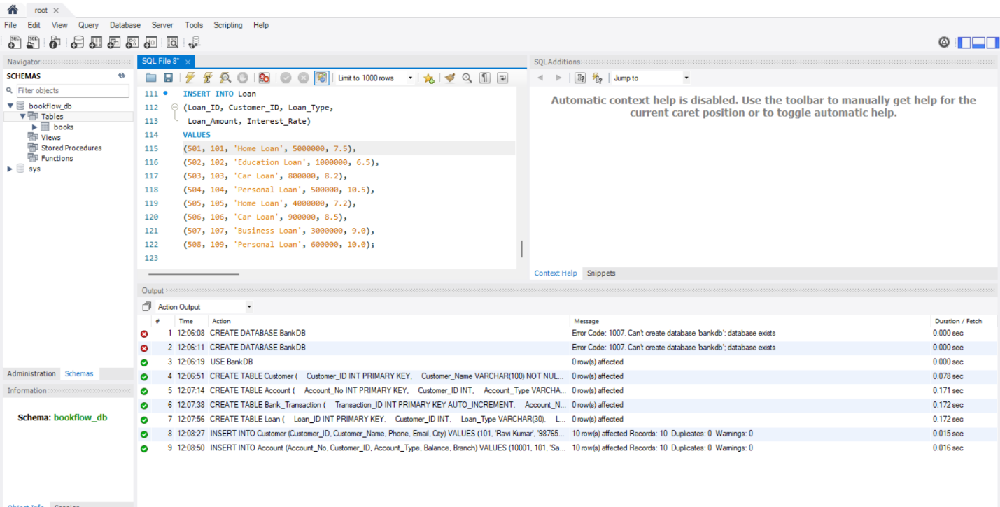 root
File Edit View Query Database Server Tools Scripting Help
Navigator
SCHEMAS
Filter objects
bookflow_db
Tables
books
Views
Stored Procedures
Functions
sys
Administration Schemas
Information
Schema: bookflow_db
Object Info Session
SQL File 8*
Limit to 1000 rows
111 INSERT INTO Loan
112 (Loan_ID, Customer_ID, Loan_Type,
113 Loan_Amount, Interest_Rate)
114 VALUES
115 (501, 101, 'Home Loan', 5000000, 7.5),
116 (502, 102, 'Education Loan', 1000000, 6.5),
117 (503, 103, 'Car Loan', 800000, 8.2),
118 (504, 104, 'Personal Loan', 500000, 10.5),
119 (505, 105, 'Home Loan', 4000000, 7.2),
120 (506, 106, 'Car Loan', 900000, 8.5),
121 (507, 107, 'Business Loan', 3000000, 9.0),
122 (508, 109, 'Personal Loan', 600000, 10.0);
123
SQLAdditions
Jump to
Automatic context help is disabled. Use the toolbar to manually get help for the
current caret position or to toggle automatic help.
Context Help Snippets
Output
Action Output
# Time Action Message Duration / Fetch
1 12:06:08 CREATE DATABASE BankDB Error Code: 1007. Can't create database 'bankdb'; database exists 0.000 sec
2 12:06:11 CREATE DATABASE BankDB Error Code: 1007. Can't create database 'bankdb'; database exists 0.000 sec
3 12:06:19 USE BankDB 0 row(s) affected 0.000 sec
4 12:06:51 CREATE TABLE Customer ( Customer_ID INT PRIMARY KEY, Customer_Name VARCHAR(100) NOT NUL... 0 row(s) affected 0.078 sec
5 12:07:14 CREATE TABLE Account ( Account_No INT PRIMARY KEY, Customer_ID INT, Account_Type VARCHA... 0 row(s) affected 0.171 sec
6 12:07:38 CREATE TABLE Bank_Transaction ( Transaction_ID INT PRIMARY KEY AUTO_INCREMENT, Account_N... 0 row(s) affected 0.172 sec
7 12:07:56 CREATE TABLE Loan ( Loan_ID INT PRIMARY KEY, Customer_ID INT, Loan_Type VARCHAR(30), L... 0 row(s) affected 0.172 sec
8 12:08:27 INSERT INTO Customer (Customer_ID, Customer_Name, Phone, Email, City) VALUES (101, 'Ravi Kumar', '98765... 10 row(s) affected Records: 10 Duplicates: 0 Warnings: 0 0.015 sec
9 12:08:50 INSERT INTO Account (Account_No, Customer_ID, Account_Type, Balance, Branch) VALUES (10001, 101, 'Sa... 10 row(s) affected Records: 10 Duplicates: 0 Warnings: 0 0.016 sec